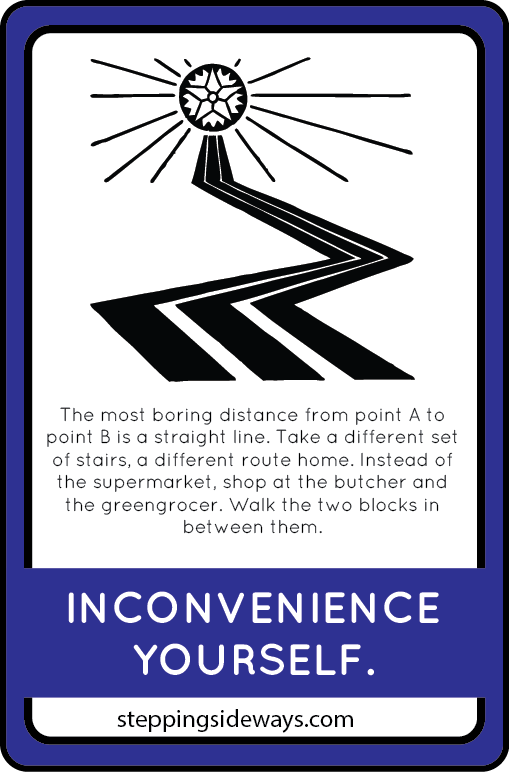 The most boring distance from point A to
point B is a straight line. Take a different set
of stairs, a different route home. Instead of
the supermarket, shop at the butcher and
the greengrocer. Walk the two blocks in
between them.
INCONVENIENCE
YOURSELF.
steppingsideways.com